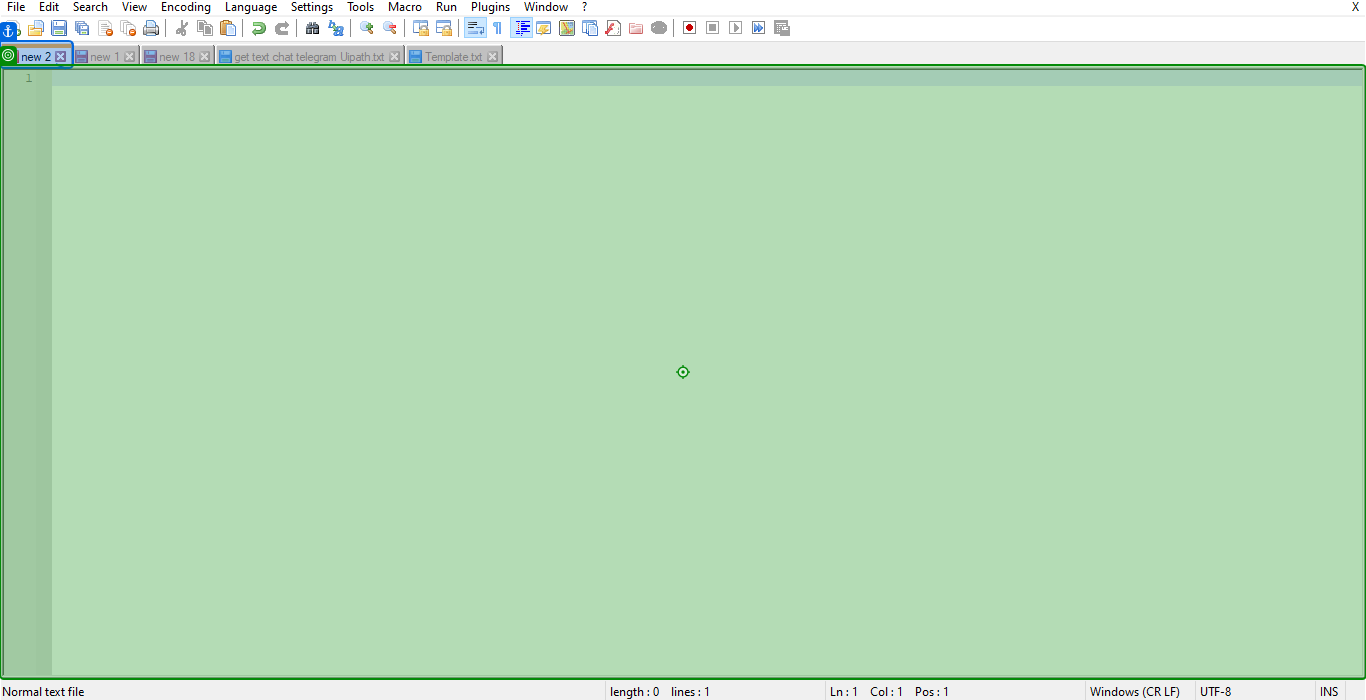 File Edit Search View Encoding Language Settings Tools Macro Run Plugins Window ? X
new 2 new 1 new 18 get text chat telegram Uipath.txt Template.txt
1
Normal text file length : 0 lines : 1 Ln : 1 Col : 1 Pos : 1 Windows (CR LF) UTF-8 INS